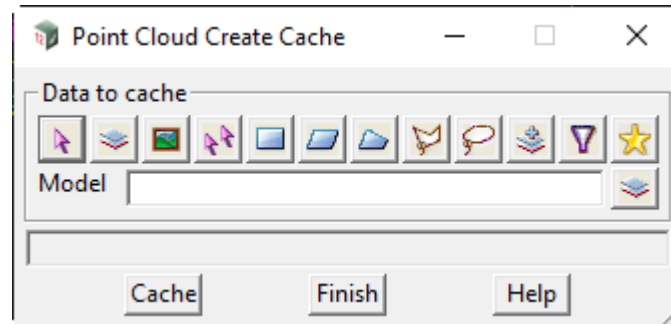 Point Cloud Create Cache
Data to cache
Model
Cache Finish Help